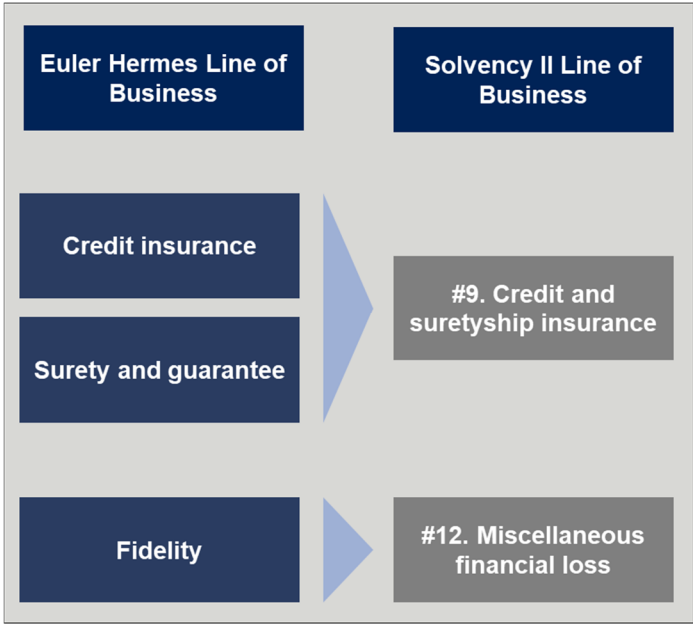 Euler Hermes Line of
Business
Solvency II Line of
Business
Credit insurance
Surety and guarantee
#9. Credit and
suretyship insurance
Fidelity
#12. Miscellaneous
financial loss